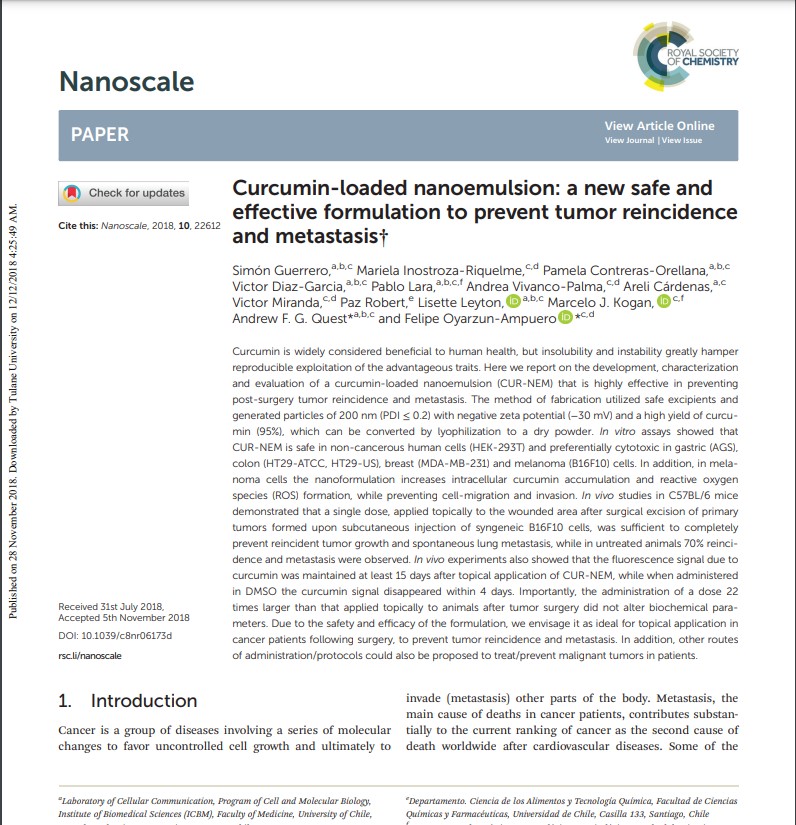 ROYAL SOCIETY
OF CHEMISTRY
Nanoscale
PAPER
View Article Online
View Journal | View Issue
Check for updates
Cite this: Nanoscale, 2018, 10, 22612
Curcumin-loaded nanoemulsion: a new safe and
effective formulation to prevent tumor reincidence
and metastasis†
Simón Guerrero,a,b,c Mariela Inostroza-Riquelme,c,d Pamela Contreras-Orellana,a,b,c
Victor Diaz-Garcia,a,b,c Pablo Lara,a,b,c,f Andrea Vivanco-Palma,c,d Areli Cárdenas,a,c
Victor Miranda,c,d Paz Robert,e Lisette Leyton, iD a,b,c Marcelo J. Kogan, iD c,f
Andrew F. G. Quest*a,b,c and Felipe Oyarzun-Ampuero iD *c,d
Curcumin is widely considered beneficial to human health, but insolubility and instability greatly hamper
reproducible exploitation of the advantageous traits. Here we report on the development, characterization
and evaluation of a curcumin-loaded nanoemulsion (CUR-NEM) that is highly effective in preventing
post-surgery tumor reincidence and metastasis. The method of fabrication utilized safe excipients and
generated particles of 200 nm (PDI ≤ 0.2) with negative zeta potential (−30 mV) and a high yield of curcu-
min (95%), which can be converted by lyophilization to a dry powder. In vitro assays showed that
CUR-NEM is safe in non-cancerous human cells (HEK-293T) and preferentially cytotoxic in gastric (AGS),
colon (HT29-ATCC, HT29-US), breast (MDA-MB-231) and melanoma (B16F10) cells. In addition, in mela-
noma cells the nanoformulation increases intracellular curcumin accumulation and reactive oxygen
species (ROS) formation, while preventing cell-migration and invasion. In vivo studies in C57BL/6 mice
demonstrated that a single dose, applied topically to the wounded area after surgical excision of primary
tumors formed upon subcutaneous injection of syngeneic B16F10 cells, was sufficient to completely
prevent reincident tumor growth and spontaneous lung metastasis, while in untreated animals 70% reinci-
dence and metastasis were observed. In vivo experiments also showed that the fluorescence signal due to
curcumin was maintained at least 15 days after topical application of CUR-NEM, while when administered
in DMSO the curcumin signal disappeared within 4 days. Importantly, the administration of a dose 22
times larger than that applied topically to animals after tumor surgery did not alter biochemical para-
meters. Due to the safety and efficacy of the formulation, we envisage it as ideal for topical application in
cancer patients following surgery, to prevent tumor reincidence and metastasis. In addition, other routes
of administration/protocols could also be proposed to treat/prevent malignant tumors in patients.
Received 31st July 2018,
Accepted 5th November 2018
DOI: 10.1039/c8nr06173d
rsc.li/nanoscale
Published on 28 November 2018. Downloaded by Tulane University on 12/12/2018 4:25:49 AM.
1. Introduction
Cancer is a group of diseases involving a series of molecular
changes to favor uncontrolled cell growth and ultimately to
invade (metastasis) other parts of the body. Metastasis, the
main cause of deaths in cancer patients, contributes substan-
tially to the current ranking of cancer as the second cause of
death worldwide after cardiovascular diseases. Some of the
aLaboratory of Cellular Communication, Program of Cell and Molecular Biology,
Institute of Biomedical Sciences (ICBM), Faculty of Medicine, University of Chile,
eDepartamento. Ciencia de los Alimentos y Tecnología Química, Facultad de Ciencias
Químicas y Farmacéuticas, Universidad de Chile, Casilla 133, Santiago, Chile